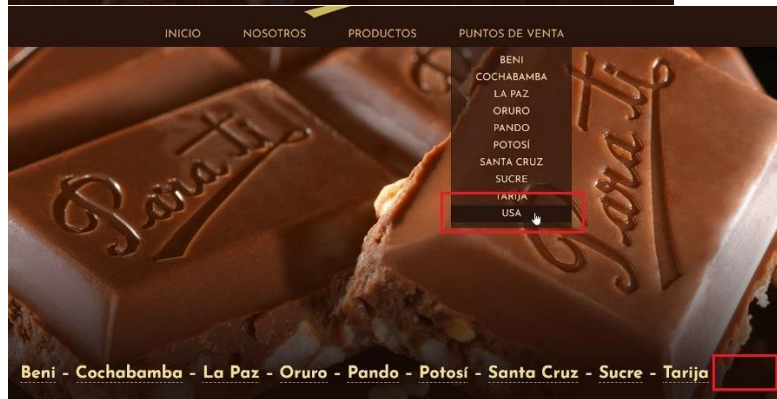 INICIO NOSOTROS PRODUCTOS PUNTOS DE VENTA
BENI
COCHABAMBA
LA PAZ
ORURO
PANDO
POTOSÍ
SANTA CRUZ
SUCRE
TARIJA
USA
Para ti
Para ti
Beni - Cochabamba - La Paz - Oruro - Pando - Potosí - Santa Cruz - Sucre - Tarija